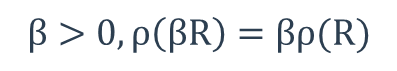 β > 0, ρ(βR) = βρ(R)